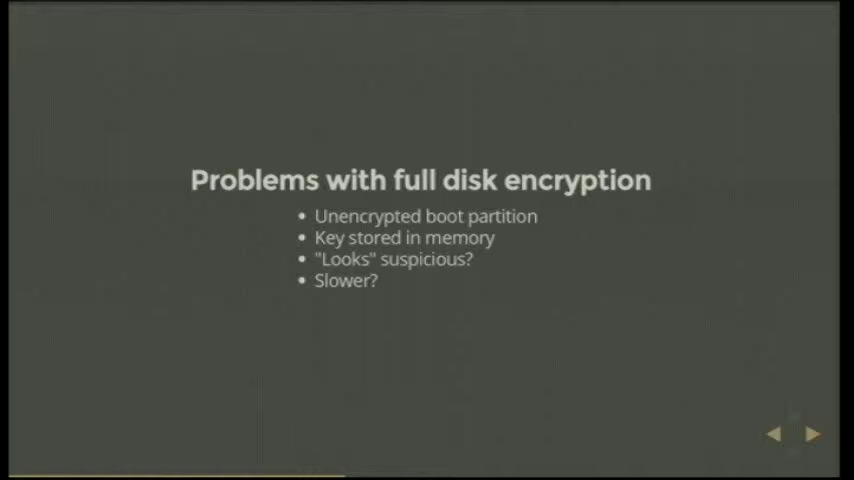 Problems with full disk encryption
• Unencrypted boot partition
• Key stored in memory
• "Looks" suspicious?
• Slower?